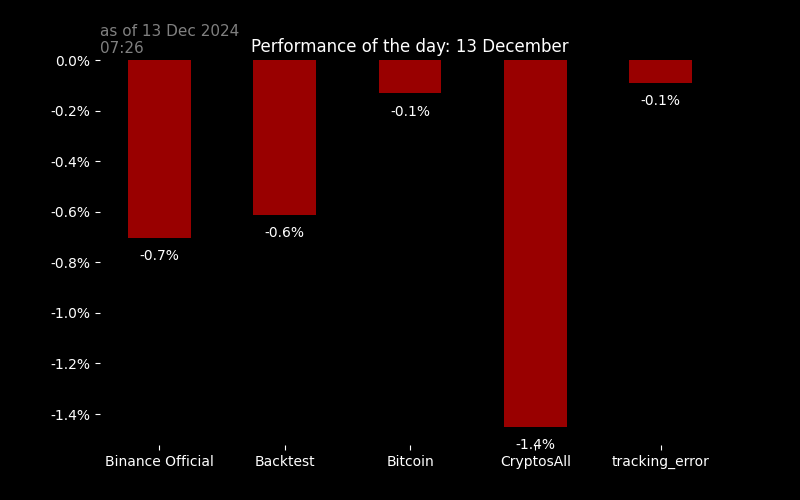 as of 13 Dec 2024
07:26
Performance of the day: 13 December
0.0%
-0.2%
-0.4%
-0.6%
-0.8%
-1.0%
-1.2%
-1.4%
-0.7%
-0.6%
-0.1%
-1.4%
-0.1%
Binance Official
Backtest
Bitcoin
CryptosAll
tracking_error